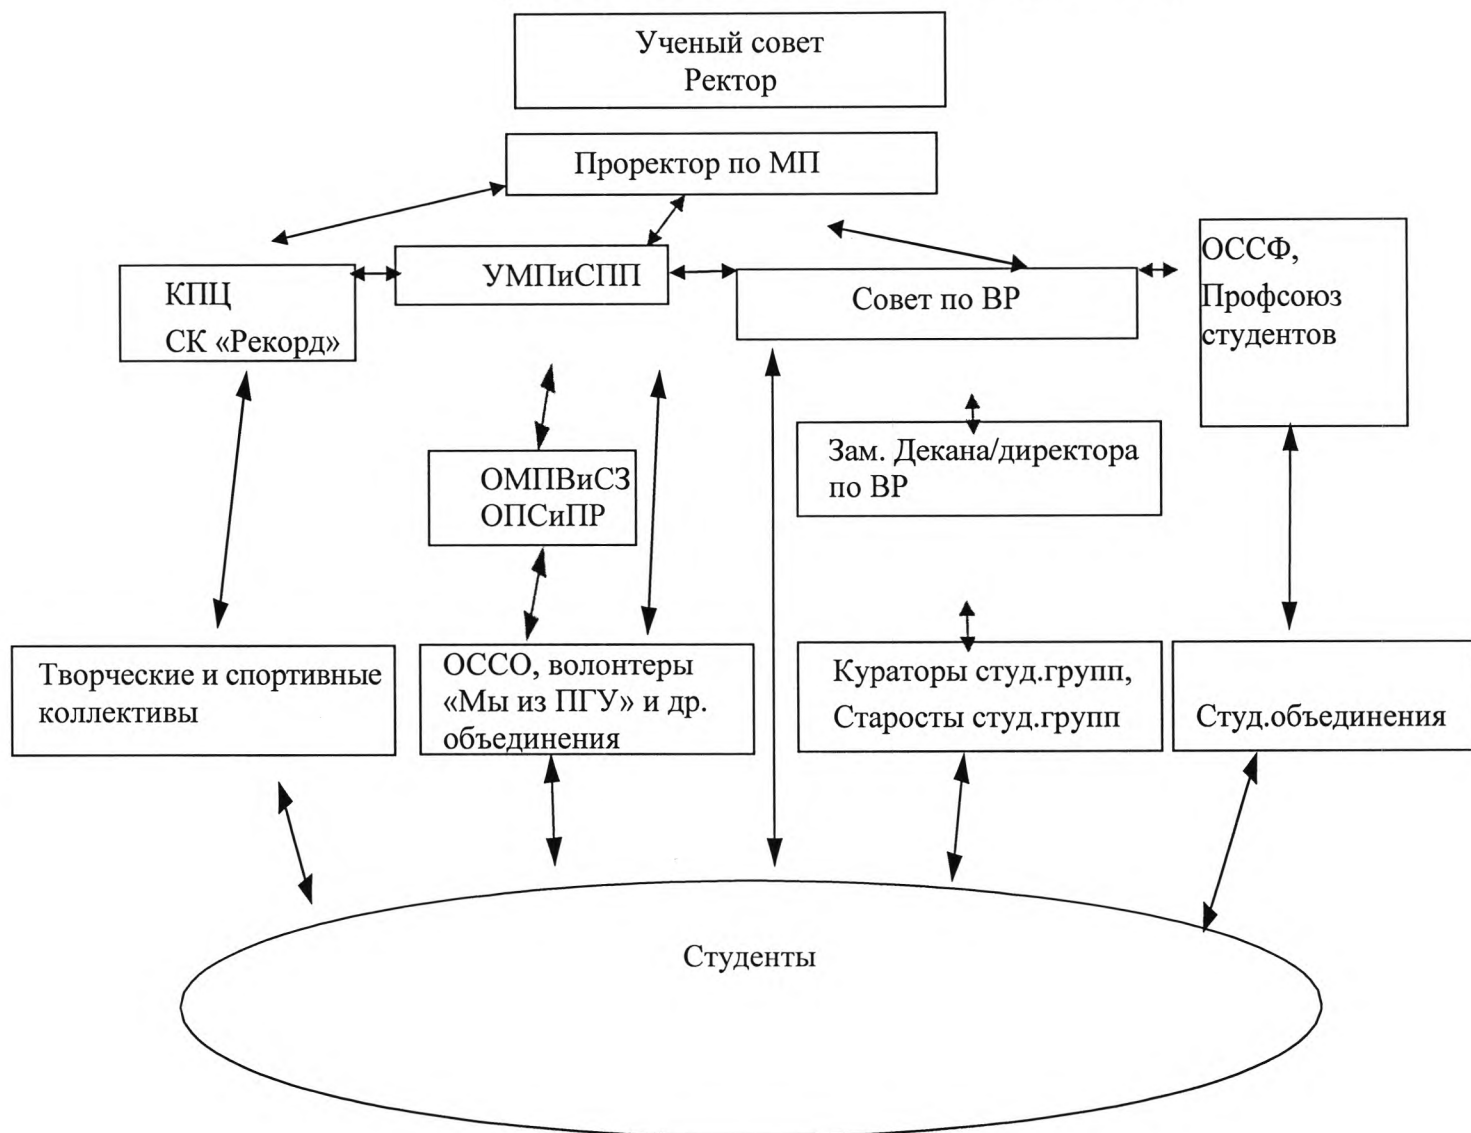 Ученый совет
Ректор
Проректор по МП
КПЦ
СК «Рекорд»
УМПиСПП
Совет по ВР
ОССФ,
Профсоюз
студентов
ОМПВиСЗ
ОПСиПР
Зам. Декана/директора
по ВР
Творческие и спортивные
коллективы
ОССО, волонтеры
«Мы из ПГУ» и др.
объединения
Кураторы студ.групп,
Старосты студ.групп
Студ.объединения
Студенты